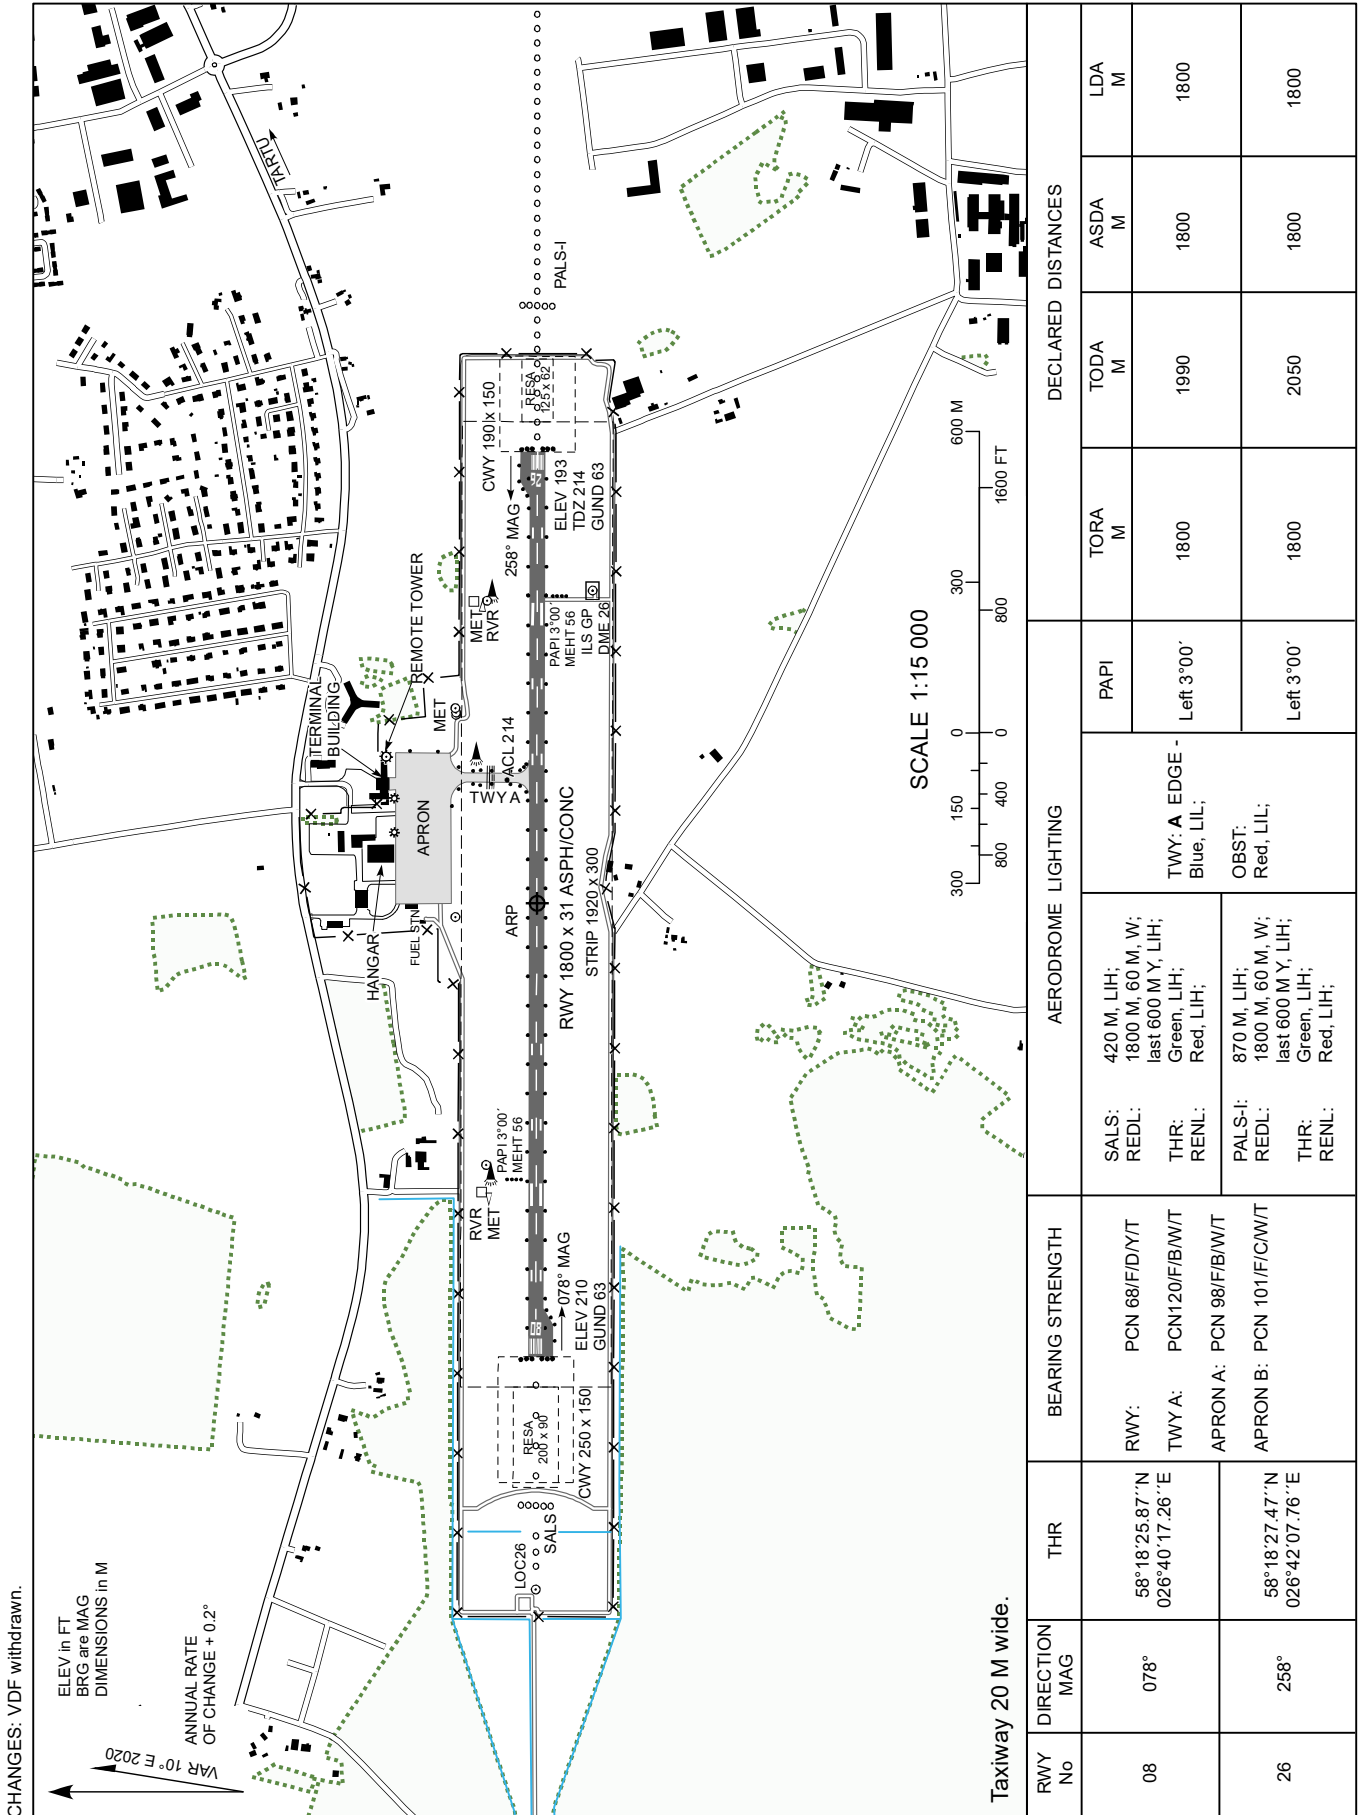 CHANGES: VDF withdrawn.
ELEV in FT
BRG are MAG
DIMENSIONS in M
ANNUAL RATE
OF CHANGE + 0.2°
VAR 10° E 2020
TARTU
TERMINAL
BUILDING
REMOTE TOWER
HANGAR
FUEL STN
APRON
MET
TWY A
ACL 214
MET
RVR
RVR
MET
PAPI 3°00´
MEHT 56
LOC26
SALS
RESA
200 x 90
CWY 250 x 150
08
078° MAG
ELEV 210
GUND 63
ARP
RWY 1800 x 31 ASPH/CONC
STRIP 1920 x 300
PAPI 3°00´
MEHT 56
ILS GP
DME 26
258° MAG
CWY 190 x 150
26
ELEV 193
TDZ 214
GUND 63
RESA
125 x 62
PALS-I
SCALE 1:15 000
300 150 0 300 600 M
800 400 0 800 1600 FT
Taxiway 20 M wide.
RWY
No
DIRECTION
MAG
THR
BEARING STRENGTH
AERODROME LIGHTING
DECLARED DISTANCES
PAPI
TORA
M
TODA
M
ASDA
M
LDA
M
08
078°
58°18´25.87´´N
026°40´17.26´´E
26
258°
58°18´27.47´´N
026°42´07.76´´E
RWY: PCN 68/F/D/Y/T
TWY A: PCN120/F/B/W/T
APRON A: PCN 98/F/B/W/T
APRON B: PCN 101/F/C/W/T
SALS: 420 M, LIH;
REDL: 1800 M, 60 M, W;
last 600 M Y, LIH;
THR: Green, LIH;
RENL: Red, LIH;
PALS-I: 870 M, LIH;
REDL: 1800 M, 60 M, W;
last 600 M Y, LIH;
THR: Green, LIH;
RENL: Red, LIH;
TWY: A EDGE -
Blue, LIL;
OBST:
Red, LIL;
Left 3°00´ 1800 1990 1800 1800
Left 3°00´ 1800 2050 1800 1800